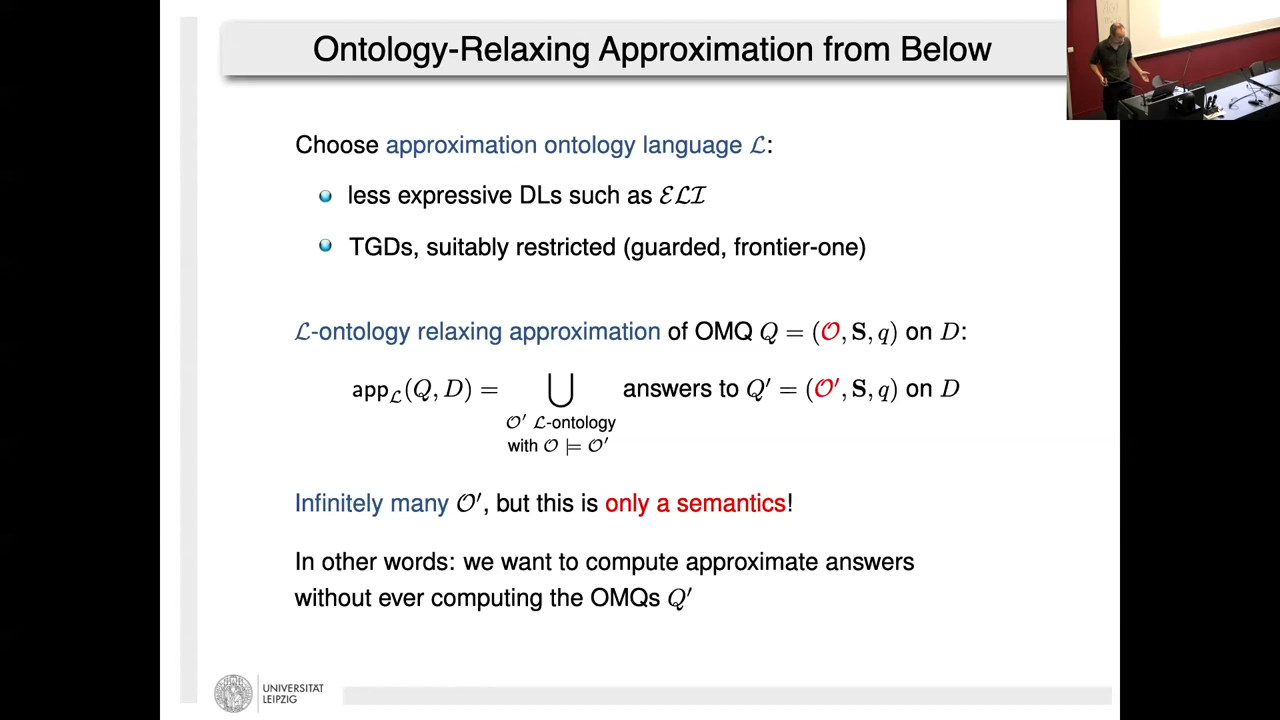 Ontology-Relaxing Approximation from Below
Choose approximation ontology language ℒ:
less expressive DLs such as ℰℒℐ
TGDs, suitably restricted (guarded, frontier-one)
ℒ-ontology relaxing approximation of OMQ Q = (𝒪, S, q) on D:
app_ℒ(Q, D) = ⋃ answers to Q′ = (𝒪′, S, q) on D
𝒪′ ℒ-ontology
with 𝒪 ⊨ 𝒪′
Infinitely many 𝒪′, but this is only a semantics!
In other words: we want to compute approximate answers
without ever computing the OMQs Q′
UNIVERSITÄT
LEIPZIG